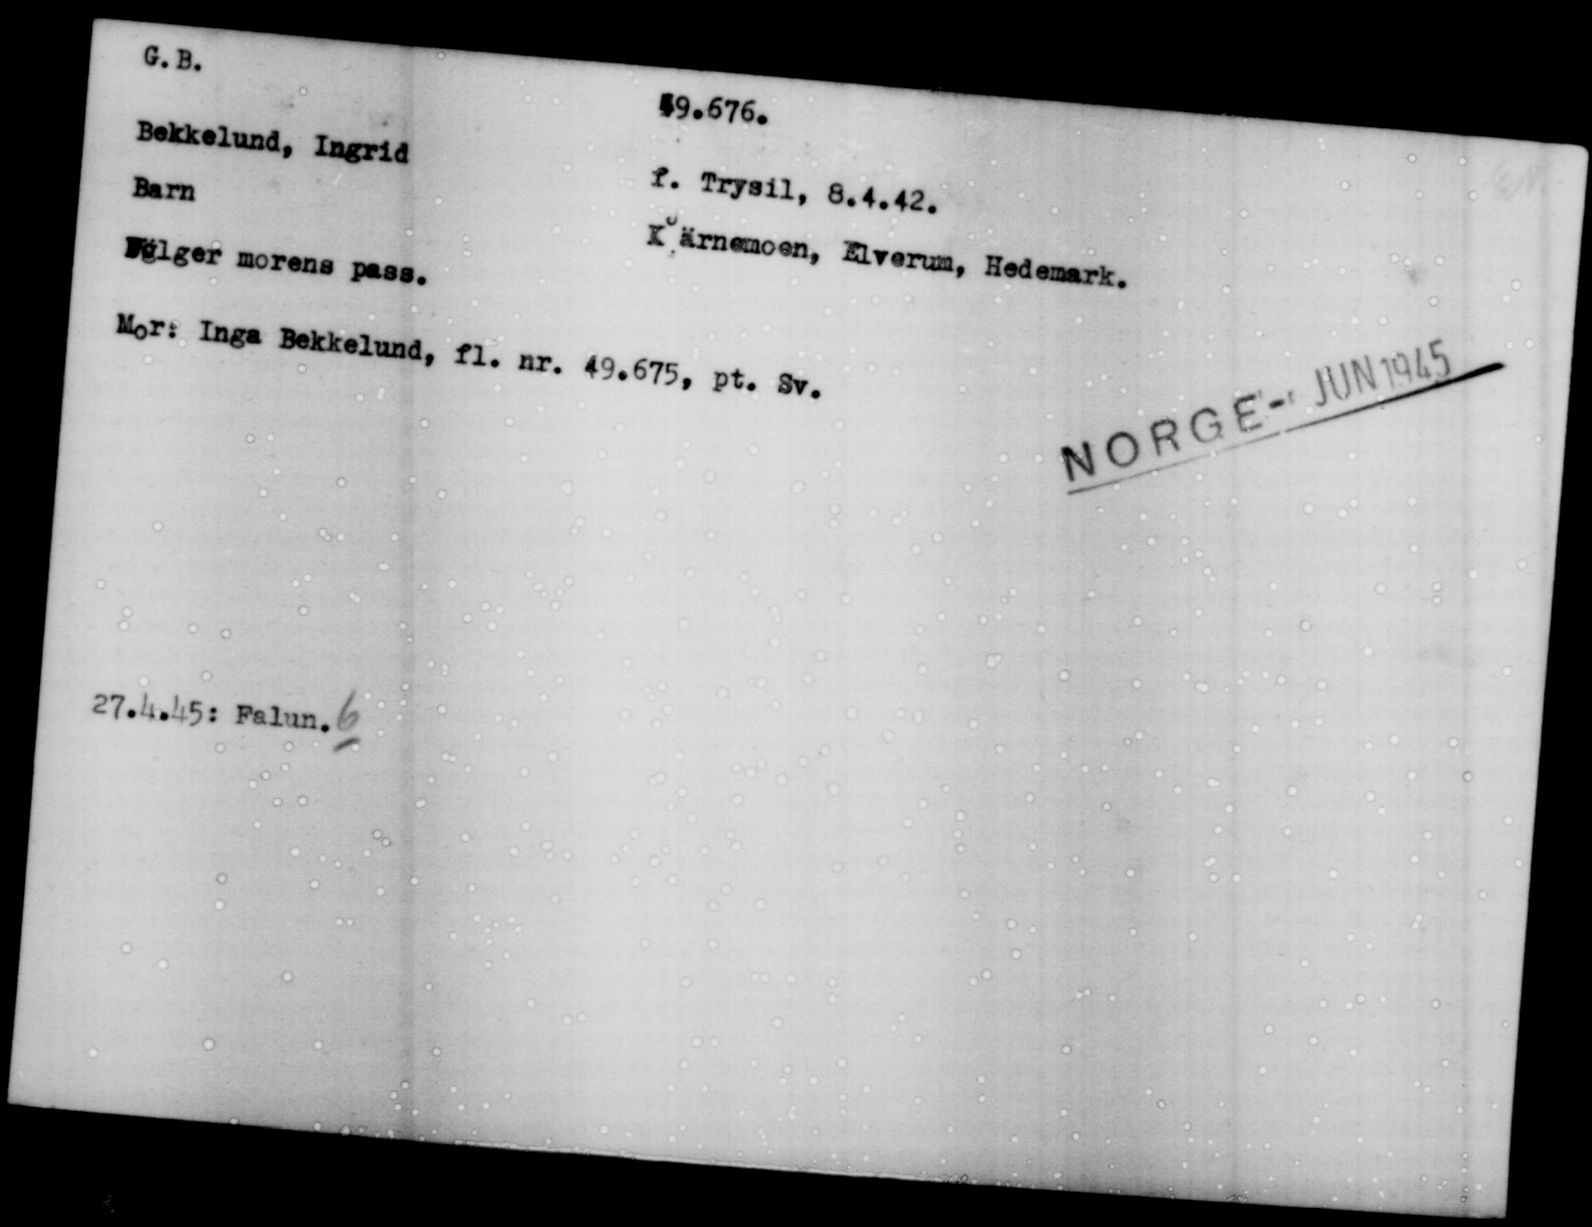 G.B.
49.676.
Bekkelund, Ingrid
f. Trysil, 8.4.42.
Barn
Kjärnemoen, Elverum, Hedemark.
Følger morens pass.
Mor: Inga Bekkelund, fl. nr. 49.675, pt. Sv.
NORGE - JUN 1945
27.4.45: Falun. 6